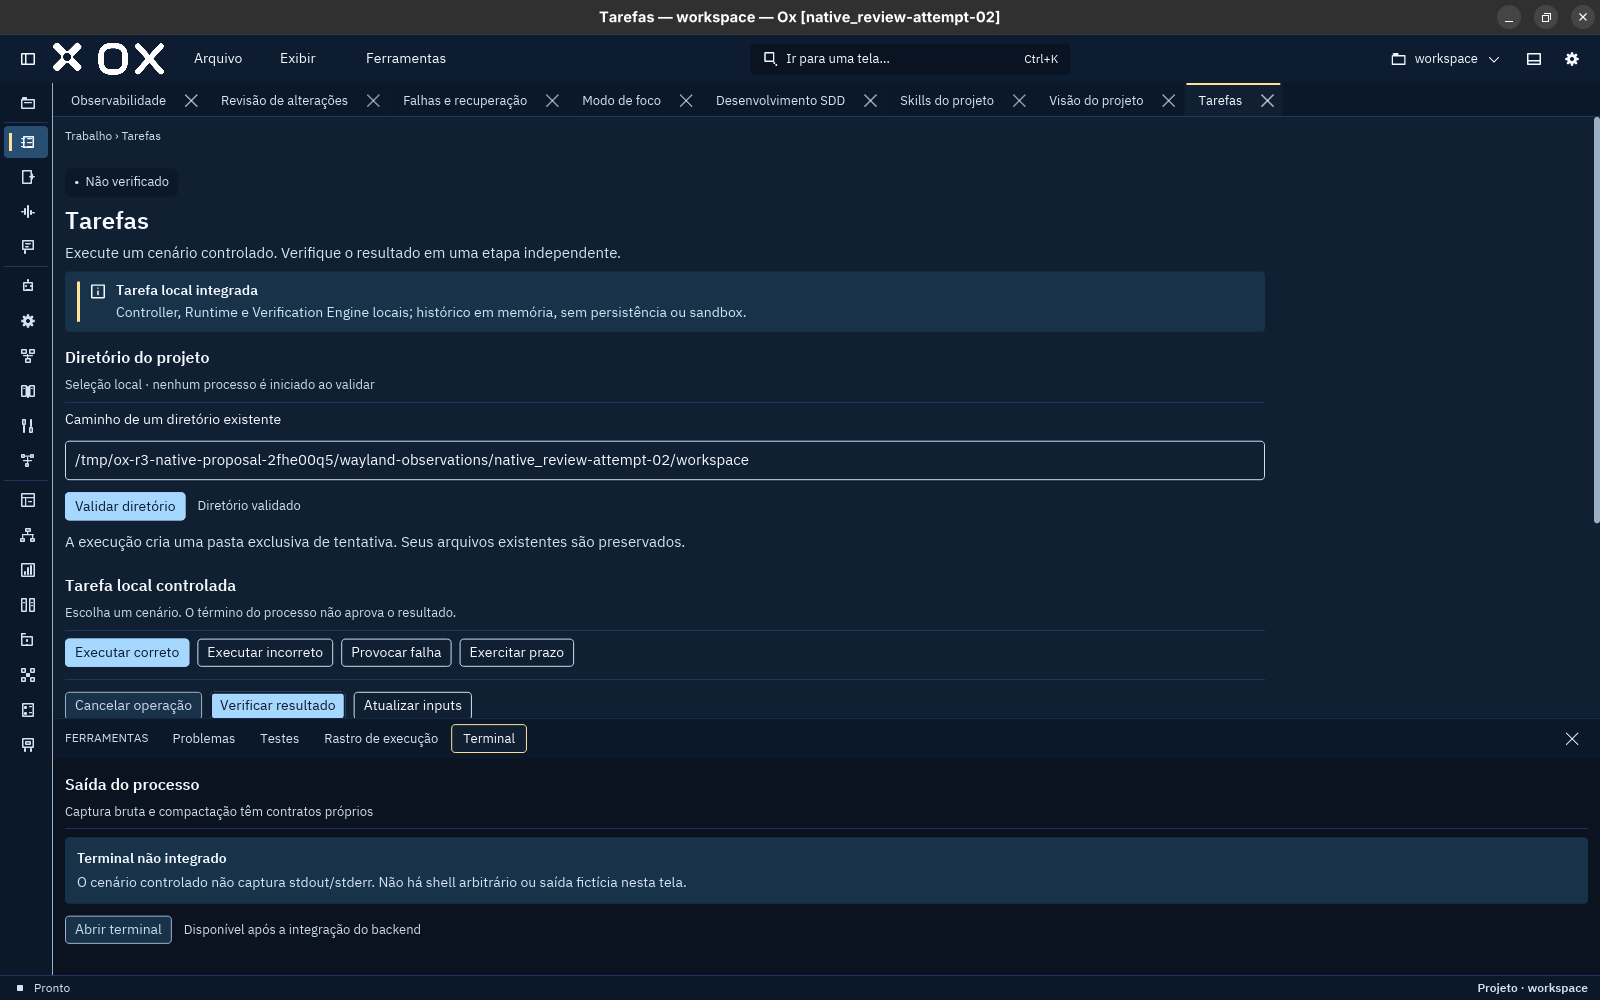 Tarefas — workspace — Ox [native_review-attempt-02]
OX Arquivo Exibir Ferramentas Ir para uma tela... Ctrl+K workspace
Observabilidade Revisão de alterações Falhas e recuperação Modo de foco Desenvolvimento SDD Skills do projeto Visão do projeto Tarefas
Trabalho › Tarefas
• Não verificado
Tarefas
Execute um cenário controlado. Verifique o resultado em uma etapa independente.
Tarefa local integrada
Controller, Runtime e Verification Engine locais; histórico em memória, sem persistência ou sandbox.
Diretório do projeto
Seleção local · nenhum processo é iniciado ao validar
Caminho de um diretório existente
/tmp/ox-r3-native-proposal-2fhe00q5/wayland-observations/native_review-attempt-02/workspace
Validar diretório Diretório validado
A execução cria uma pasta exclusiva de tentativa. Seus arquivos existentes são preservados.
Tarefa local controlada
Escolha um cenário. O término do processo não aprova o resultado.
Executar correto Executar incorreto Provocar falha Exercitar prazo
Cancelar operação Verificar resultado Atualizar inputs
FERRAMENTAS Problemas Testes Rastro de execução Terminal
Saída do processo
Captura bruta e compactação têm contratos próprios
Terminal não integrado
O cenário controlado não captura stdout/stderr. Não há shell arbitrário ou saída fictícia nesta tela.
Abrir terminal Disponível após a integração do backend
Pronto Projeto · workspace